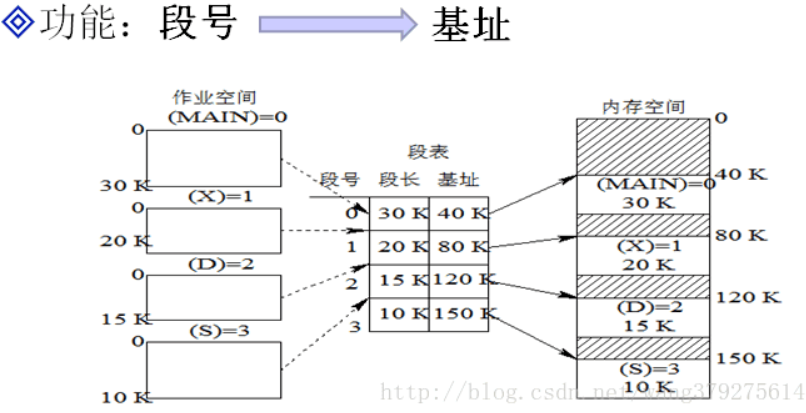 功能：段号 基址
作业空间
(MAIN)=0
0
30 K
(X)=1
0
20 K
(D)=2
0
15 K
(S)=3
0
10 K
段表
段号 段长 基址
0 30 K 40 K
1 20 K 80 K
2 15 K 120 K
3 10 K 150 K
内存空间
0
40 K
(MAIN)=0
30 K
80 K
(X)=1
20 K
120 K
(D)=2
15 K
150 K
(S)=3
10 K